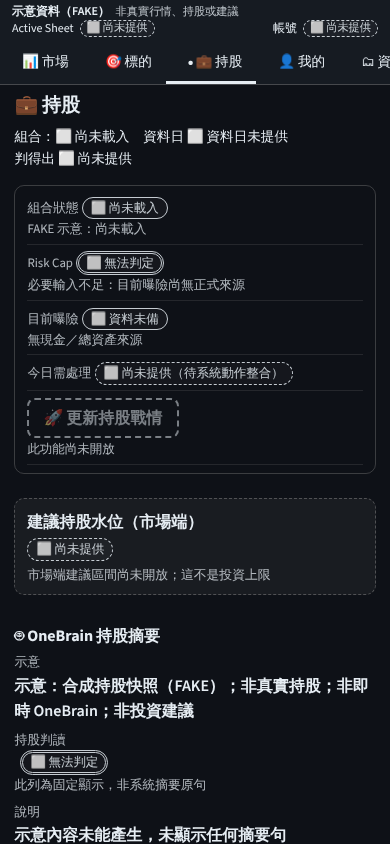 示意資料（FAKE） 非真實行情、持股或建議
Active Sheet ⬜ 尚未提供 帳號 ⬜ 尚未提供
📊 市場 🎯 標的 • 💼 持股 👤 我的 🗂 資
💼 持股
組合：⬜ 尚未載入 資料日 ⬜ 資料日未提供
判得出 ⬜ 尚未提供
組合狀態 ⬜ 尚未載入
FAKE 示意：尚未載入
Risk Cap ⬜ 無法判定
必要輸入不足：目前曝險尚無正式來源
目前曝險 ⬜ 資料未備
無現金／總資產來源
今日需處理 ⬜ 尚未提供（待系統動作整合）
🚀 更新持股戰情
此功能尚未開放
建議持股水位（市場端）
⬜ 尚未提供
市場端建議區間尚未開放；這不是投資上限
OneBrain 持股摘要
示意
示意：合成持股快照（FAKE）；非真實持股；非即
時 OneBrain；非投資建議
持股判讀
⬜ 無法判定
此列為固定顯示，非系統摘要原句
說明
示意內容未能產生，未顯示任何摘要句